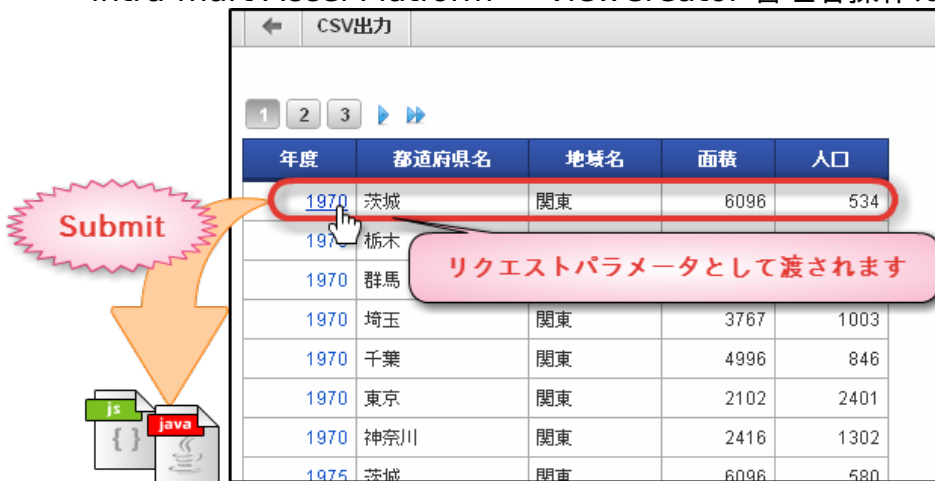 CSV出力
1 2 3
年度 都道府県名 地域名 面積 人口
1970 茨城 関東 6096 534
Submit
197 栃木
リクエストパラメータとして渡されます
1970 群馬
1970 埼玉 関東 3767 1003
1970 千葉 関東 4996 846
1970 東京 関東 2102 2401
js
java
{ }
1970 神奈川 関東 2416 1302
1975 茨城 関東 6096 580